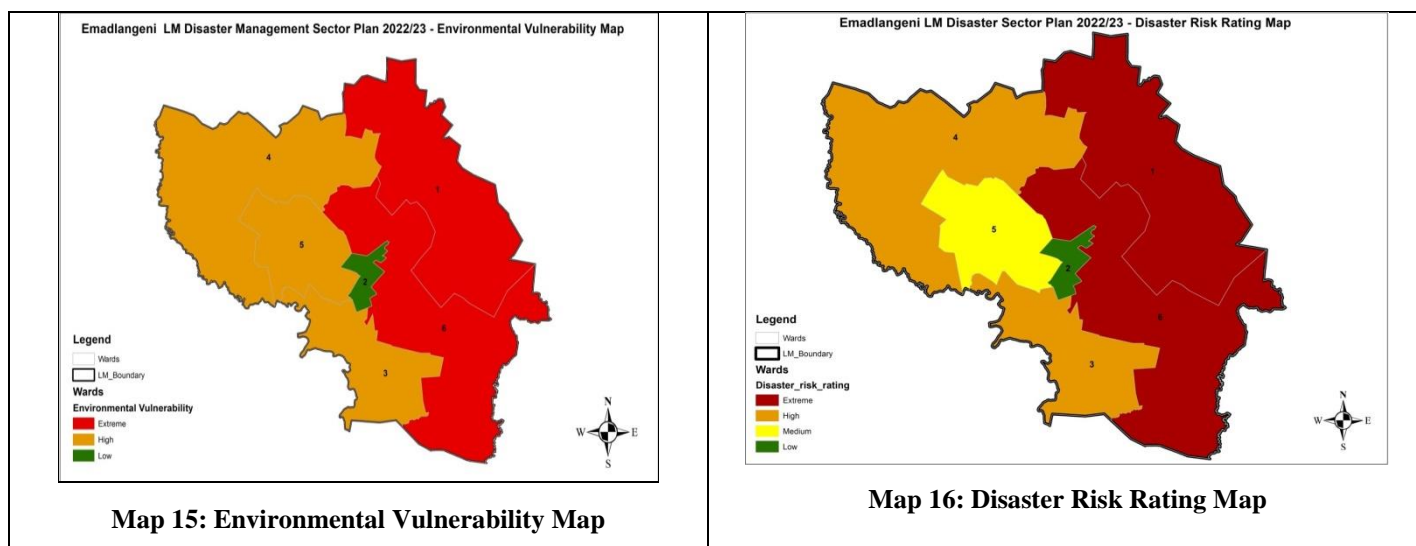 Emadlangeni LM Disaster Management Sector Plan 2022/23 - Environmental Vulnerability Map
4
1
5
2
6
3
Legend
Wards
LM_Boundary
Wards
Environmental Vulnerability
Extreme
High
Low
N
W E
S
Map 15: Environmental Vulnerability Map
Emadlangeni LM Disaster Sector Plan 2022/23 - Disaster Risk Rating Map
4
1
5
2
6
3
Legend
Wards
LM_Boundary
Wards
Disaster_risk_rating
Extreme
High
Medium
Low
N
W E
S
Map 16: Disaster Risk Rating Map